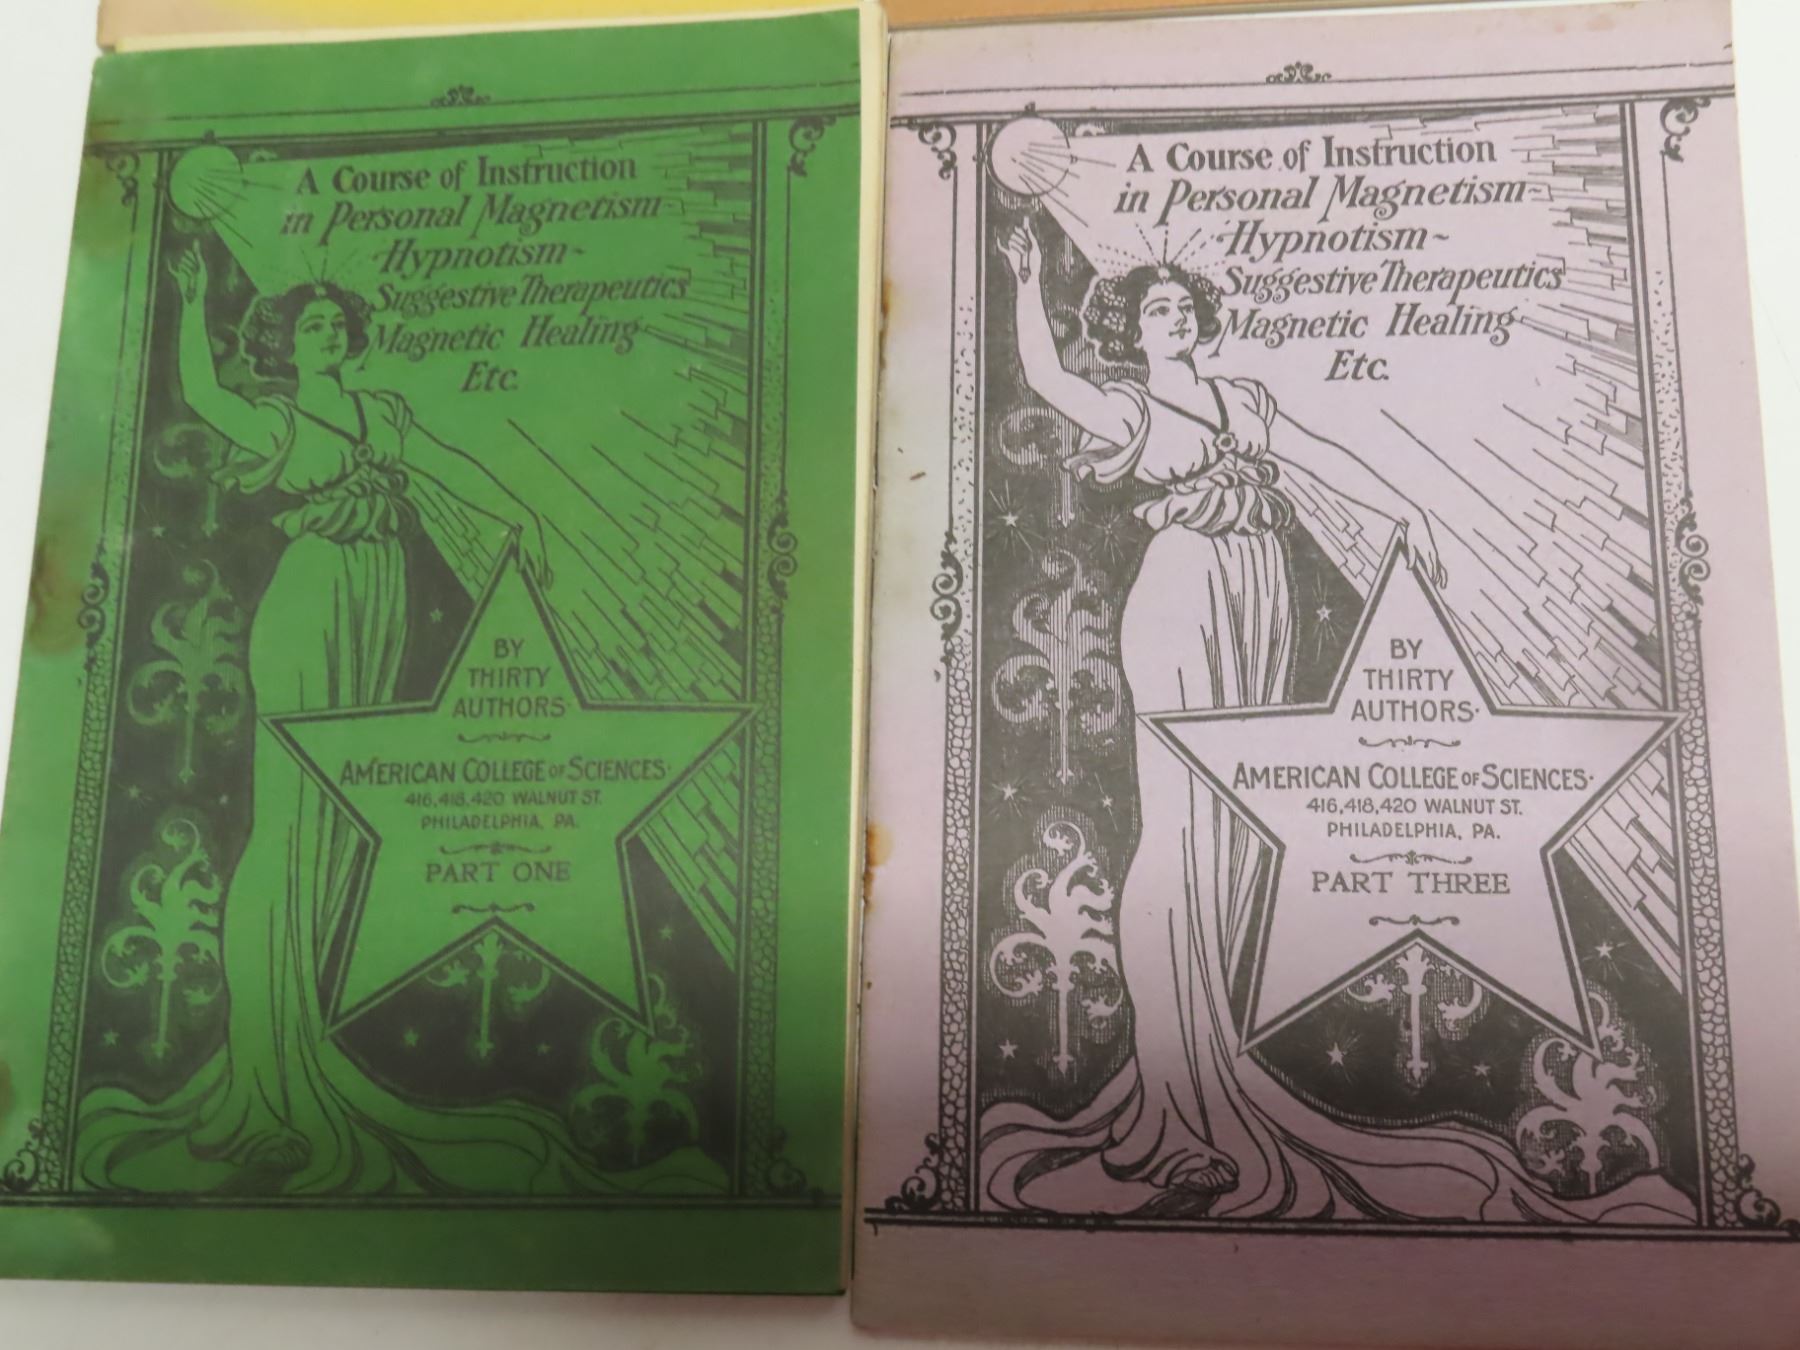 A Course of Instruction
in Personal Magnetism~
Hypnotism~
Suggestive Therapeutics
Magnetic Healing
Etc.
BY
THIRTY
AUTHORS·
AMERICAN COLLEGE OF SCIENCES·
416, 418, 420 WALNUT ST.
PHILADELPHIA, PA.
PART ONE
A Course of Instruction
in Personal Magnetism~
Hypnotism~
Suggestive Therapeutics
Magnetic Healing
Etc.
BY
THIRTY
AUTHORS·
AMERICAN COLLEGE OF SCIENCES·
416, 418, 420 WALNUT ST.
PHILADELPHIA, PA.
PART THREE